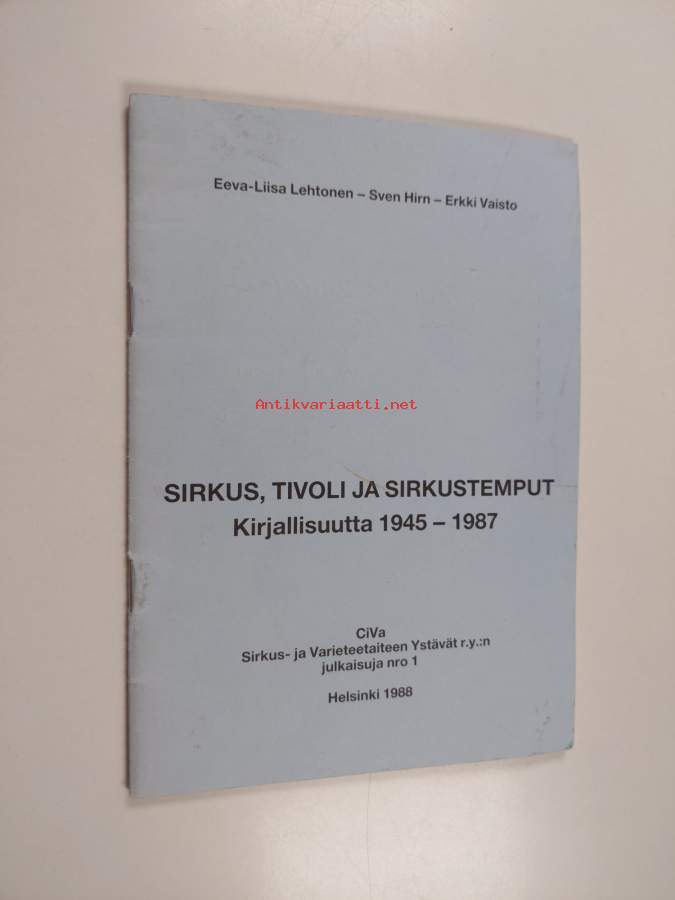 Eeva-Liisa Lehtonen – Sven Hirn – Erkki Vaisto
Antikvariaatti.net
SIRKUS, TIVOLI JA SIRKUSTEMPUT
Kirjallisuutta 1945 – 1987
CiVa
Sirkus- ja Varieteetaiteen Ystävät r.y.:n
julkaisuja nro 1
Helsinki 1988